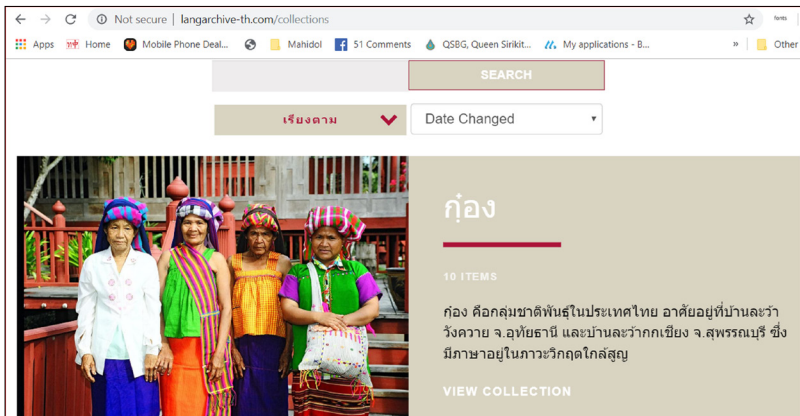 Not secure | langarchive-th.com/collections
fonts
Apps Home Mobile Phone Deal... Mahidol 51 Comments QSBG, Queen Sirikit... My applications - B... » Other
SEARCH
เรียงตาม Date Changed
ก๋อง
10 ITEMS
ก๋อง คือกลุ่มชาติพันธุ์ในประเทศไทย อาศัยอยู่ที่บ้านละว้า
วังควาย จ.อุทัยธานี และบ้านละว้ากกเชียง จ.สุพรรณบุรี ซึ่ง
มีภาษาอยู่ในภาวะวิกฤตใกล้สูญ
VIEW COLLECTION